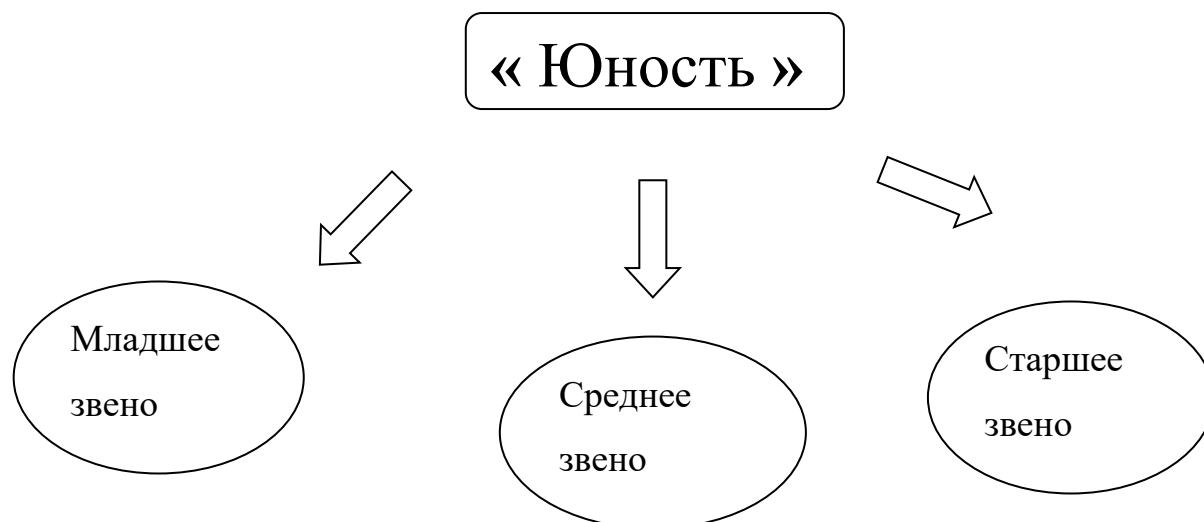 « Юность »
Младшее
звено
Среднее
звено
Старшее
звено